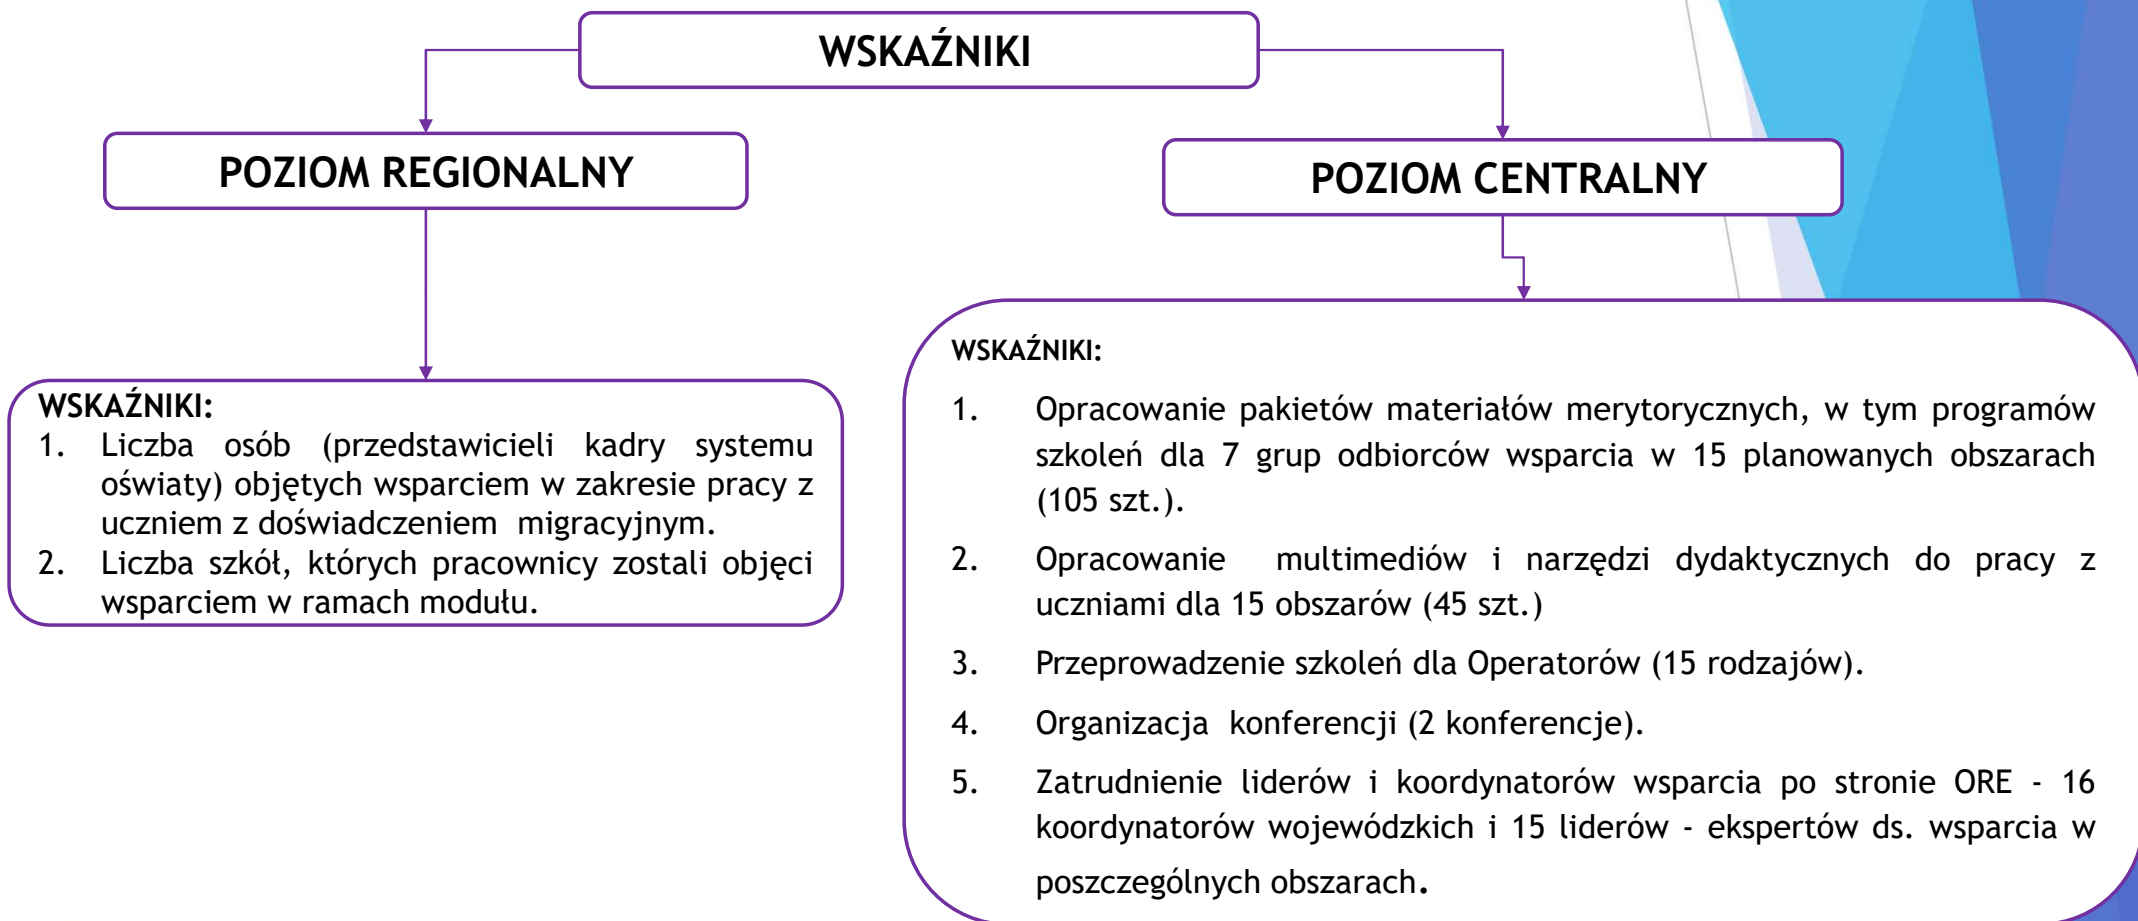 WSKAŹNIKI
POZIOM REGIONALNY
POZIOM CENTRALNY
WSKAŹNIKI:
1. Liczba osób (przedstawicieli kadry systemu
oświaty) objętych wsparciem w zakresie pracy z
uczniem z doświadczeniem migracyjnym.
2. Liczba szkół, których pracownicy zostali objęci
wsparciem w ramach modułu.
WSKAŹNIKI:
1. Opracowanie pakietów materiałów merytorycznych, w tym programów
szkoleń dla 7 grup odbiorców wsparcia w 15 planowanych obszarach
(105 szt.).
2. Opracowanie multimediów i narzędzi dydaktycznych do pracy z
uczniami dla 15 obszarów (45 szt.)
3. Przeprowadzenie szkoleń dla Operatorów (15 rodzajów).
4. Organizacja konferencji (2 konferencje).
5. Zatrudnienie liderów i koordynatorów wsparcia po stronie ORE - 16
koordynatorów wojewódzkich i 15 liderów - ekspertów ds. wsparcia w
poszczególnych obszarach.